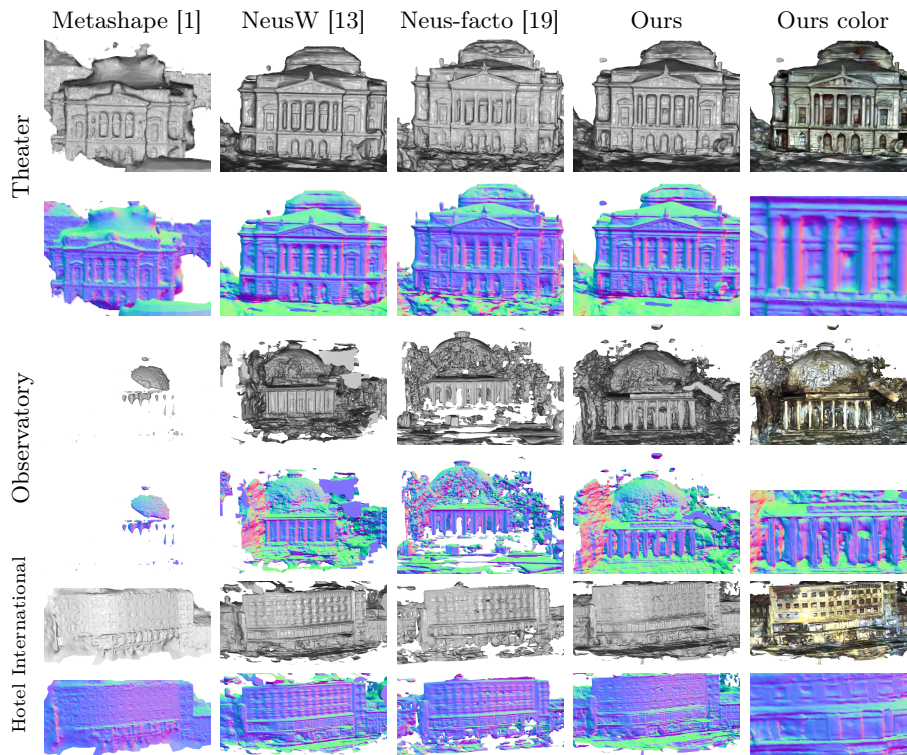 Metashape [1] NeusW [13] Neus-facto [19] Ours Ours color
Theater
Observatory
Hotel International